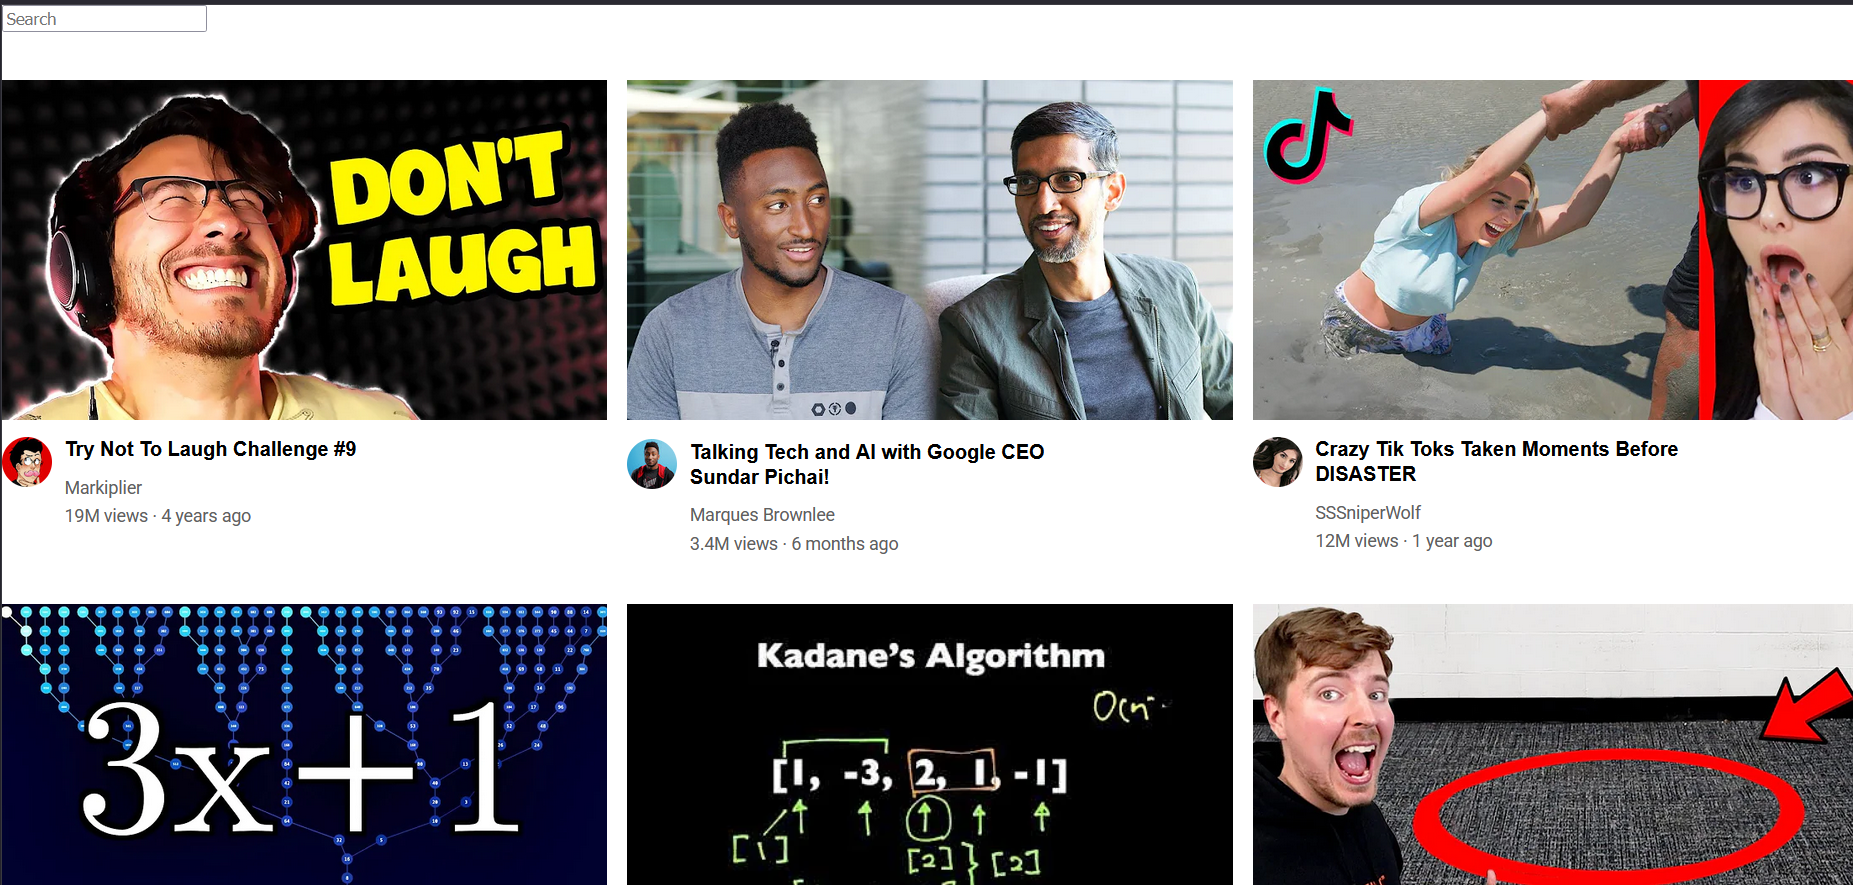 Search
DON'T
LAUGH
Try Not To Laugh Challenge #9
Markiplier
19M views · 4 years ago
Talking Tech and AI with Google CEO
Sundar Pichai!
Marques Brownlee
3.4M views · 6 months ago
Crazy Tik Toks Taken Moments Before
DISASTER
SSSniperWolf
12M views · 1 year ago
3x+1
Kadane's Algorithm
[1, -3, 2, 1, -1]
[1]
[2] } [2]